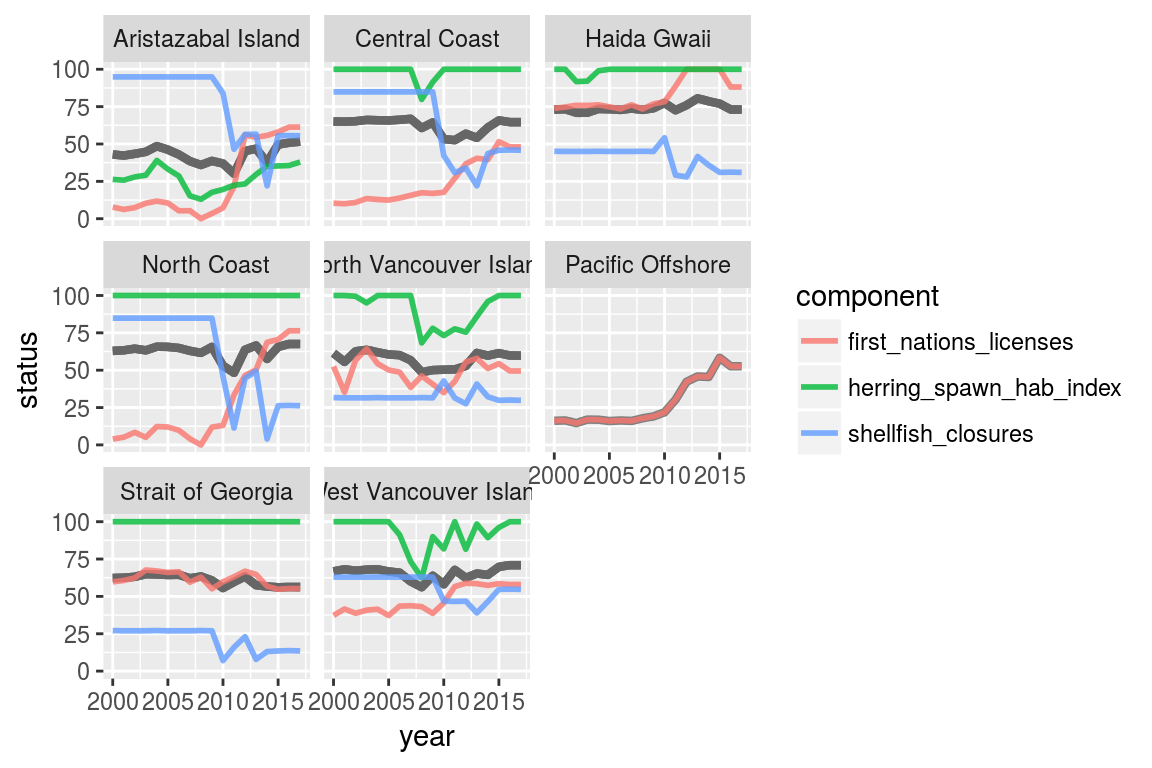 Aristazabal Island Central Coast Haida Gwaii
100
75
50
25
0
North Coast orth Vancouver Islan Pacific Offshore
100
75
50
25
0
2000 2005 2010 2015
Strait of Georgia Vest Vancouver Islan
100
75
50
25
0
2000 2005 2010 2015 2000 2005 2010 2015
year
status
component
first_nations_licenses
herring_spawn_hab_index
shellfish_closures